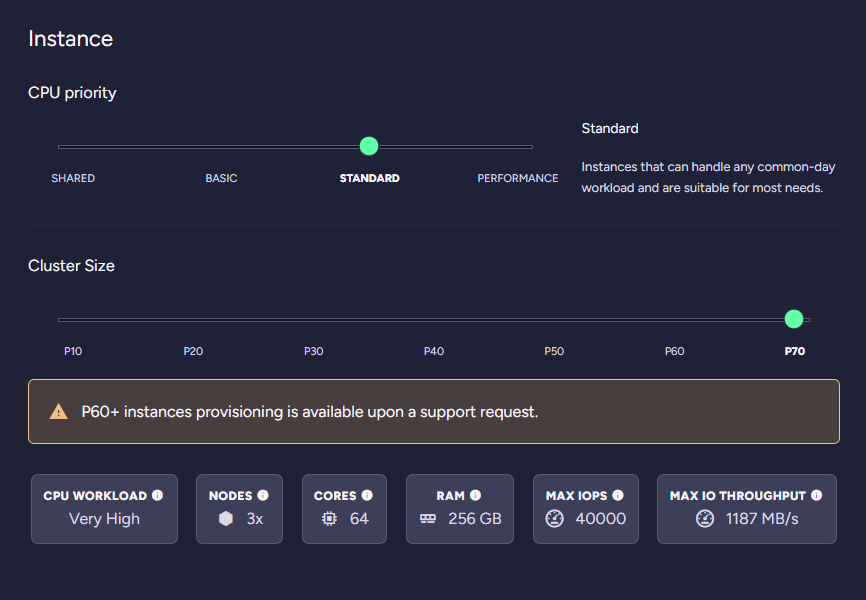 Instance
CPU priority
SHARED
BASIC
STANDARD
PERFORMANCE
Standard
Instances that can handle any common-day
workload and are suitable for most needs.
Cluster Size
P10
P20
P30
P40
P50
P60
P70
P60+ instances provisioning is available upon a support request.
CPU WORKLOAD
Very High
NODES
3x
CORES
64
RAM
256 GB
MAX IOPS
40000
MAX IO THROUGHPUT
1187 MB/s